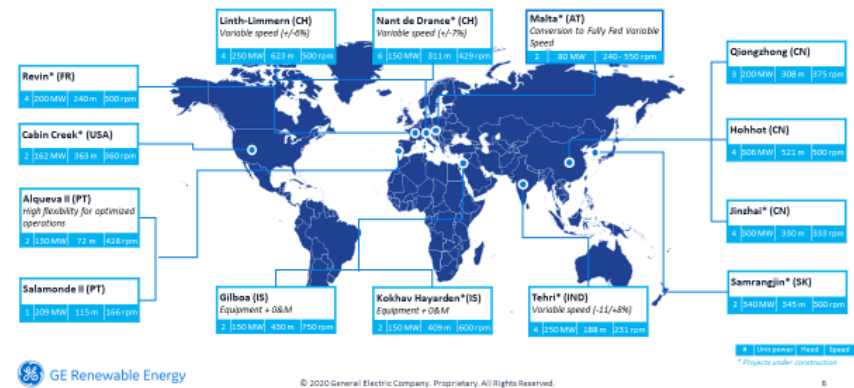 Linth-Limmern (CH)
Variable speed (+/-6%)
4 250 MW 623 m 500 rpm
Nant de Drance* (CH)
Variable speed (+/-7%)
6 150 MW 311 m 429 rpm
Malta* (AT)
Conversion to Fully Fed Variable
Speed
2 80 MW 240 - 550 rpm
Qiongzhong (CN)
3 200 MW 308 m 375 rpm
Revin* (FR)
4 200 MW 240 m 300 rpm
Cabin Creek* (USA)
2 162 MW 363 m 360 rpm
Hohhot (CN)
4 306 MW 521 m 500 rpm
Alqueva II (PT)
High flexibility for optimized
operations
2 130 MW 72 m 428 rpm
Jinzhai* (CN)
4 300 MW 330 m 333 rpm
Salamonde II (PT)
1 209 MW 115 m 166 rpm
Samrangjin* (SK)
2 340 MW 345 m 300 rpm
Gilboa (IS)
Equipment + O&M
2 150 MW 430 m 750 rpm
Kokhav Hayarden*(IS)
Equipment + O&M
2 150 MW 409 m 600 rpm
Tehri* (IND)
Variable speed (-11/+8%)
4 250 MW 188 m 231 rpm
# Unit power Head Speed
* Projects under construction
GE Renewable Energy
© 2020 General Electric Company. Proprietary. All Rights Reserved.
6